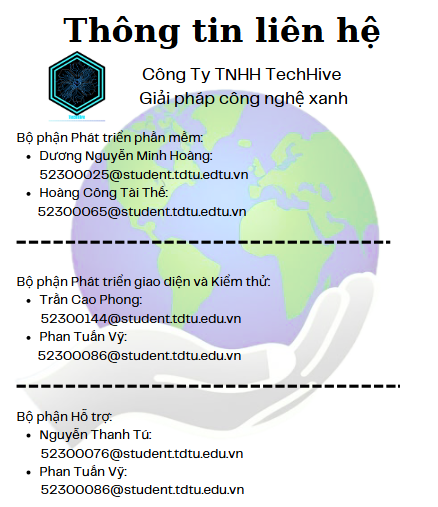 Thông tin liên hệ
Công Ty TNHH TechHive
Giải pháp công nghệ xanh
Bộ phận Phát triển phần mềm:
• Dương Nguyễn Minh Hoàng:
52300025@student.tdtu.edtu.vn
• Hoàng Công Tài Thế:
52300065@student.tdtu.edtu.vn
Bộ phận Phát triển giao diện và Kiểm thử:
• Trần Cao Phong:
52300144@student.tdtu.edu.vn
• Phan Tuấn Vỹ:
52300086@student.tdtu.edu.vn
Bộ phận Hỗ trợ:
• Nguyễn Thanh Tú:
52300076@student.tdtu.edu.vn
• Phan Tuấn Vỹ:
52300086@student.tdtu.edu.vn